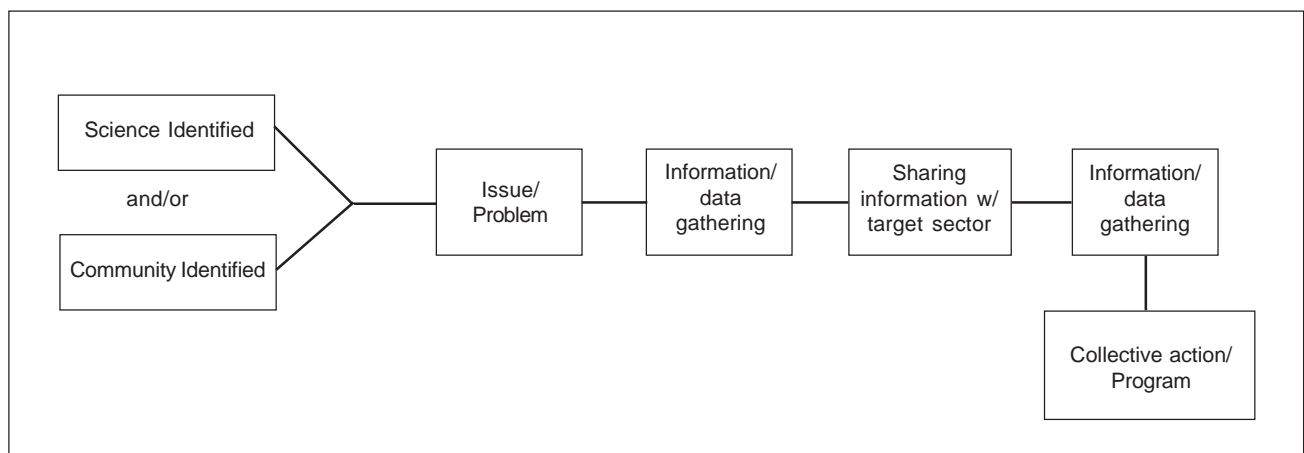 Science Identified
and/or
Community Identified
Issue/
Problem
Information/
data
gathering
Sharing
information w/
target sector
Information/
data
gathering
Collective action/
Program